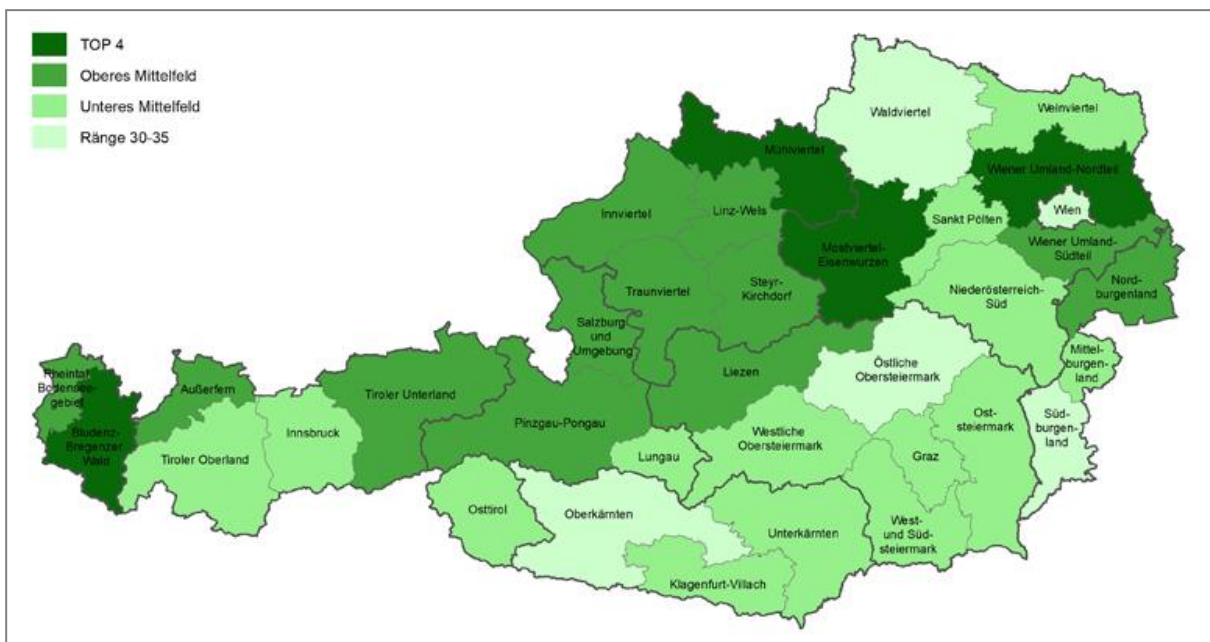 TOP 4
Oberes Mittelfeld
Unteres Mittelfeld
Ränge 30-35
Waldviertel
Weinviertel
Mühlviertel
Wiener Umland-Nordteil
Wien
Innviertel
Linz-Wels
Sankt Pölten
Mostviertel-
Eisenwurzen
Wiener Umland-
Südteil
Traunviertel
Steyr-
Kirchdorf
Niederösterreich-
Süd
Nord-
burgenland
Salzburg
und
Umgebung
Mittel-
burgen-
land
Rheintal-
Bodensee-
gebiet
Außerfern
Tiroler Unterland
Liezen
Östliche
Obersteiermark
Bludenz-
Bregenzer
Wald
Innsbruck
Pinzgau-Pongau
Ost-
steiermark
Süd-
burgen-
land
Tiroler Oberland
Lungau
Westliche
Obersteiermark
Graz
Osttirol
Oberkärnten
Unterkärnten
West-
und Süd-
steiermark
Klagenfurt-Villach